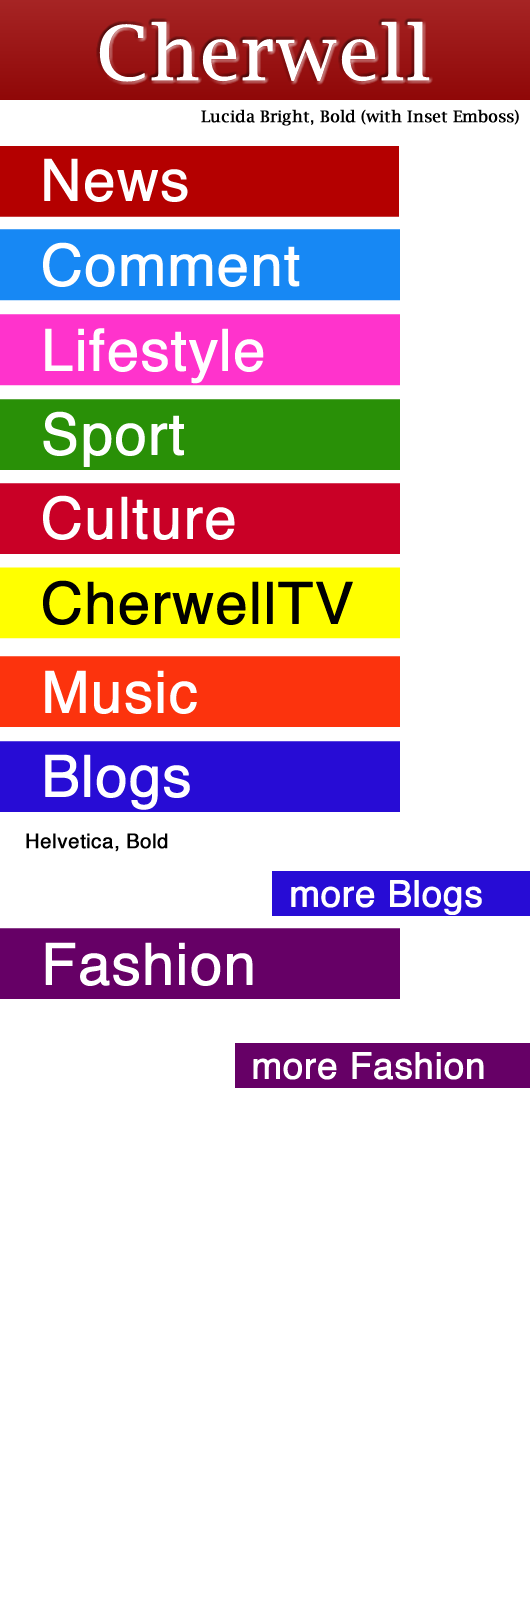 Cherwell
Lucida Bright, Bold (with Inset Emboss)
News
Comment
Lifestyle
Sport
Culture
CherwellTV
Music
Blogs
Helvetica, Bold
more Blogs
Fashion
more Fashion